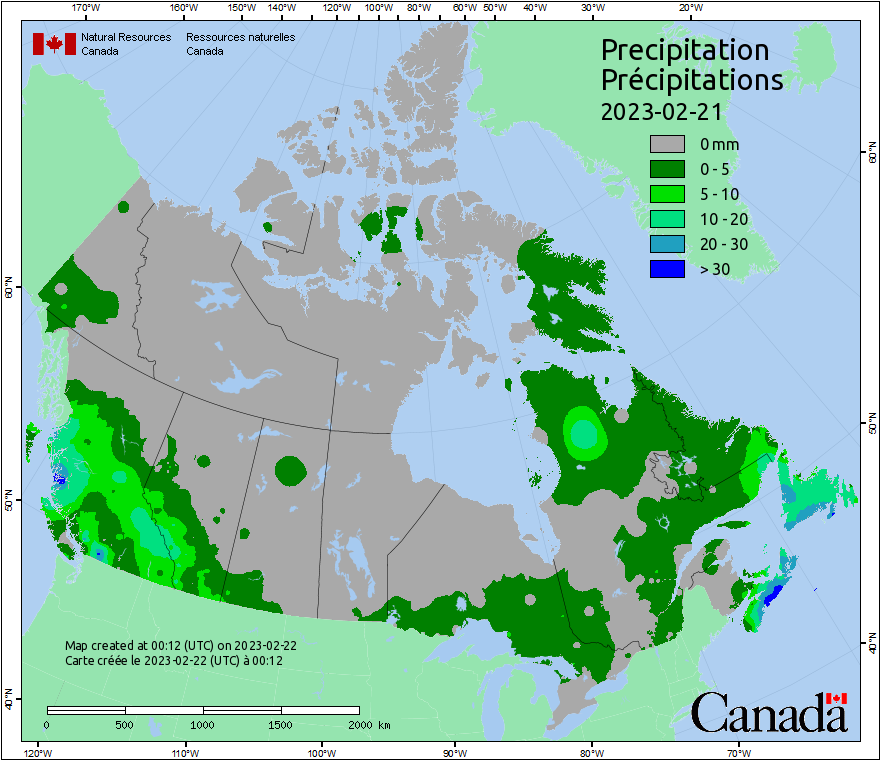 170°W 160°W 150°W 140°W 120°W 100°W 80°W 60°W 50°W 40°W 30°W 20°W
Natural Resources Ressources naturelles
Canada Canada
Precipitation
Précipitations
2023-02-21
0 mm
0 - 5
5 - 10
10 - 20
20 - 30
> 30
60°N
60°N
50°N
50°N
40°N
40°N
Map created at 00:12 (UTC) on 2023-02-22
Carte créée le 2023-02-22 (UTC) à 00:12
0 500 1000 1500 2000 km
Canada
120°W 110°W 100°W 90°W 80°W 70°W